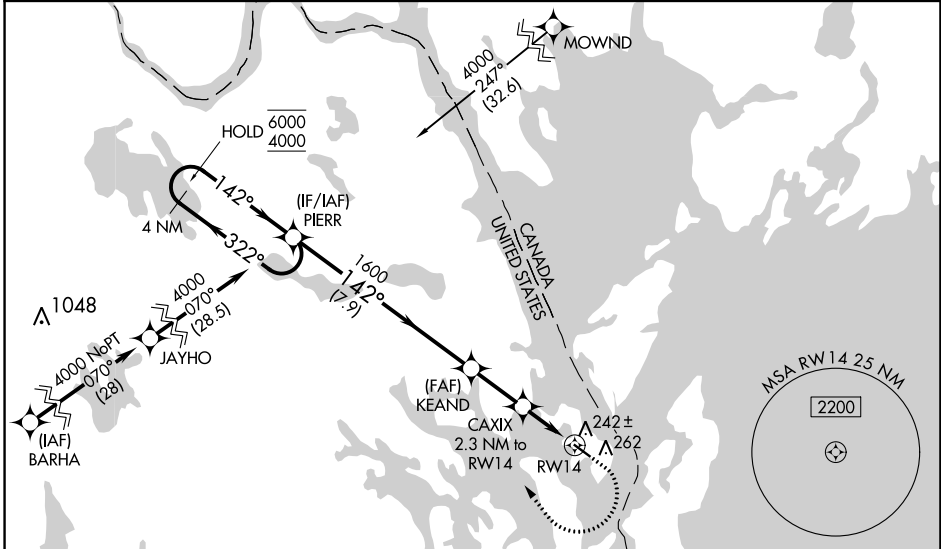 MOWND
4000
247°
(32.6)
HOLD
6000
4000
142°
(IF/IAF)
PIERR
4 NM
322°
1600
142°
(7.9)
CANADA
UNITED STATES
1048
4000
070°
(28.5)
JAYHO
4000 NoPT
070°
(28)
(IAF)
BARHA
(FAF)
KEAND
CAXIX
2.3 NM to
RW14
RW14
242±
262
MSA RW14 25 NM
2200